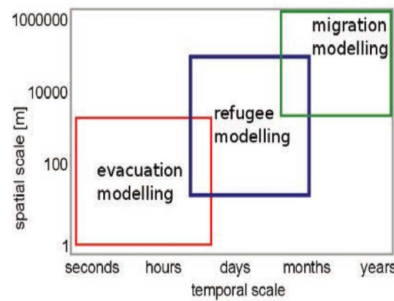 1000000
10000
100
1
spatial scale [m]
migration
modelling
refugee
modelling
evacuation
modelling
seconds hours days months years
temporal scale